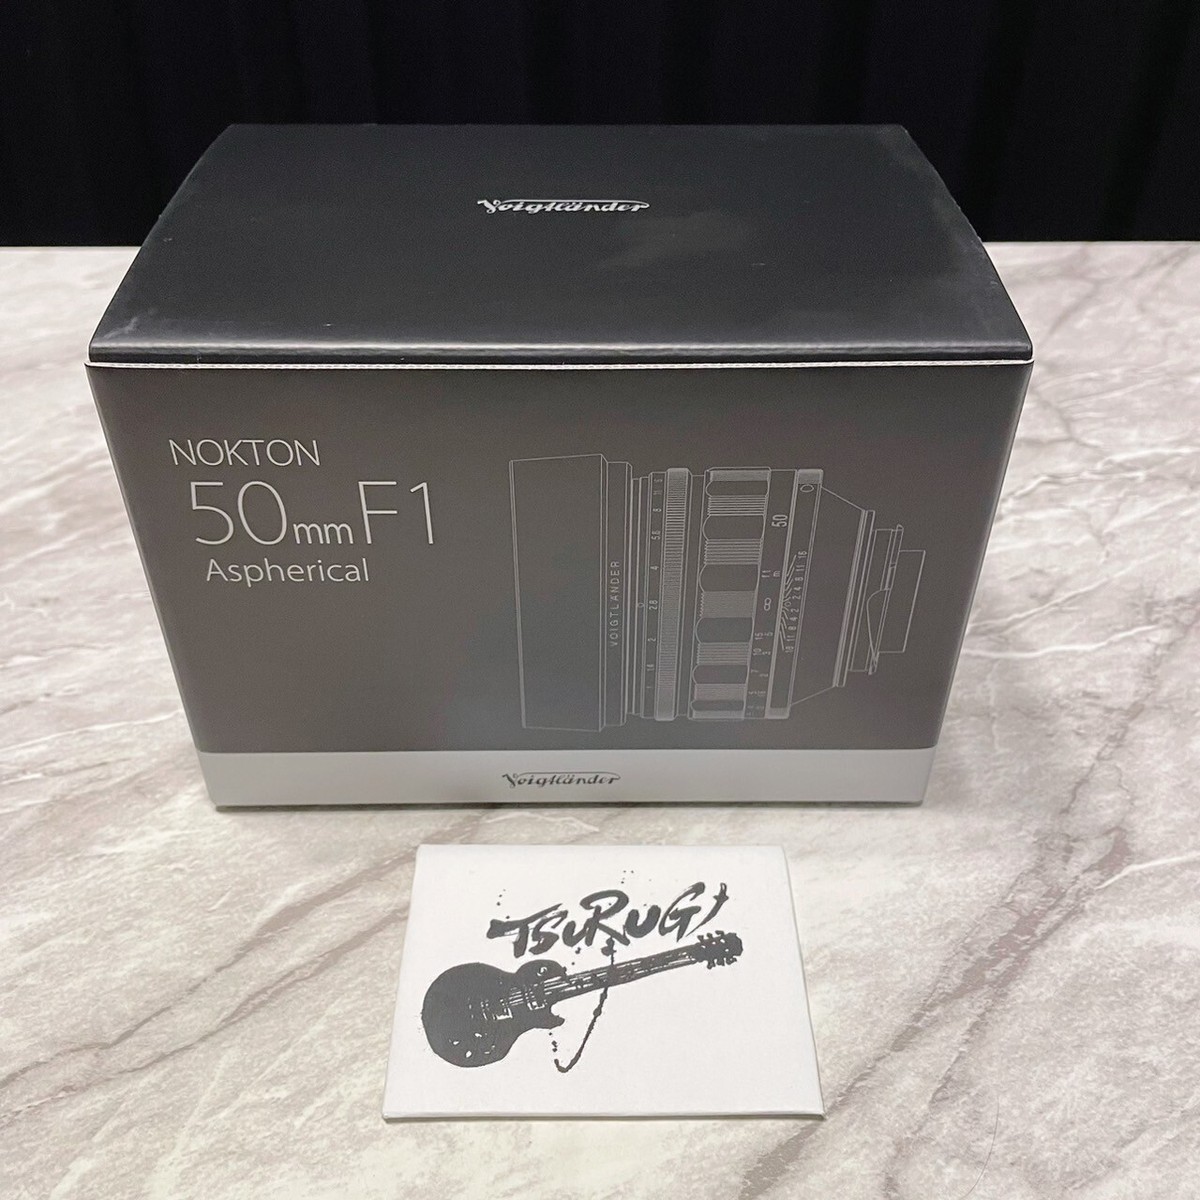 Voigtländer
NOKTON
50mm F1
Aspherical
VOIGTLÄNDER
50
Voigtländer
TSURUGI